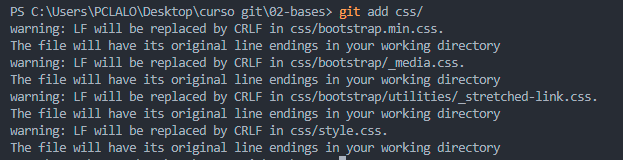 PS C:\Users\PCLALO\Desktop\curso git\02-bases> git add css/
warning: LF will be replaced by CRLF in css/bootstrap.min.css.
The file will have its original line endings in your working directory
warning: LF will be replaced by CRLF in css/bootstrap/_media.css.
The file will have its original line endings in your working directory
warning: LF will be replaced by CRLF in css/bootstrap/utilities/_stretched-link.css.
The file will have its original line endings in your working directory
warning: LF will be replaced by CRLF in css/style.css.
The file will have its original line endings in your working directory